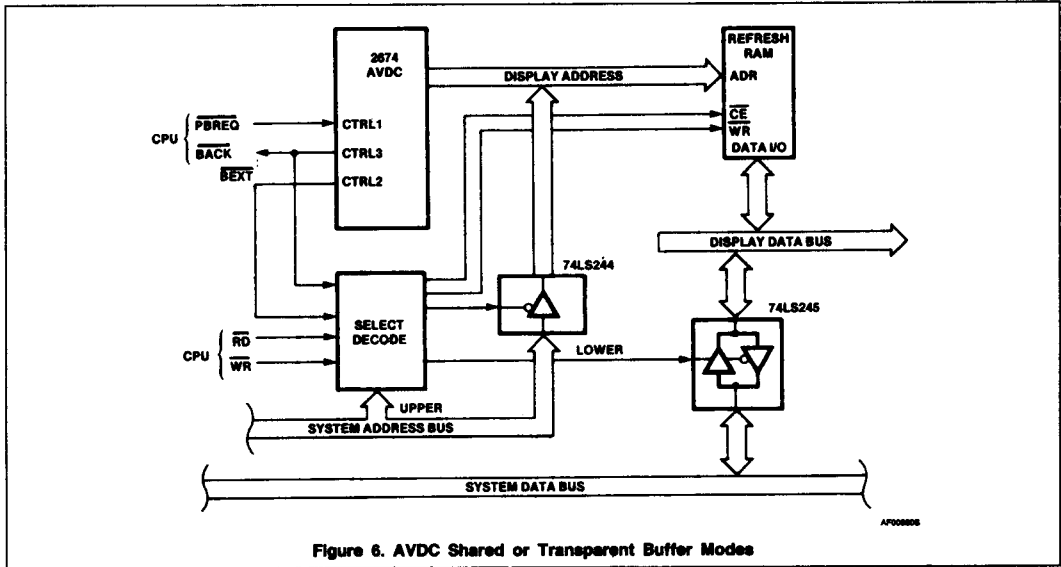 2674
AVDC
REFRESH
RAM
DISPLAY ADDRESS
ADR
CPU
PBREQ
BACK
BEXT
CTRL1
CTRL3
CTRL2
CE
WR
DATA I/O
DISPLAY DATA BUS
74LS244
74LS245
SELECT
DECODE
CPU
RD
WR
LOWER
UPPER
SYSTEM ADDRESS BUS
SYSTEM DATA BUS
Figure 6. AVDC Shared or Transparent Buffer Modes